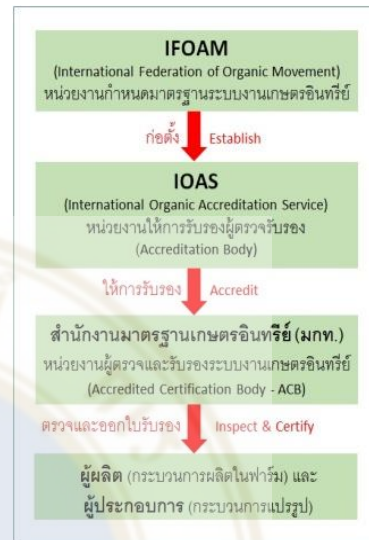 IFOAM
(International Federation of Organic Movement)
หน่วยงานกำหนดมาตรฐานระบบงานเกษตรอินทรีย์
ก่อตั้ง Establish
IOAS
(International Organic Accreditation Service)
หน่วยงานให้การรับรองผู้ตรวจรับรอง
(Accreditation Body)
ให้การรับรอง Accredit
สำนักงานมาตรฐานเกษตรอินทรีย์ (มกท.)
หน่วยงานผู้ตรวจและรับรองระบบงานเกษตรอินทรีย์
(Accredited Certification Body - ACB)
ตรวจและออกใบรับรอง Inspect & Certify
ผู้ผลิต (กระบวนการผลิตในฟาร์ม) และ
ผู้ประกอบการ (กระบวนการแปรรูป)